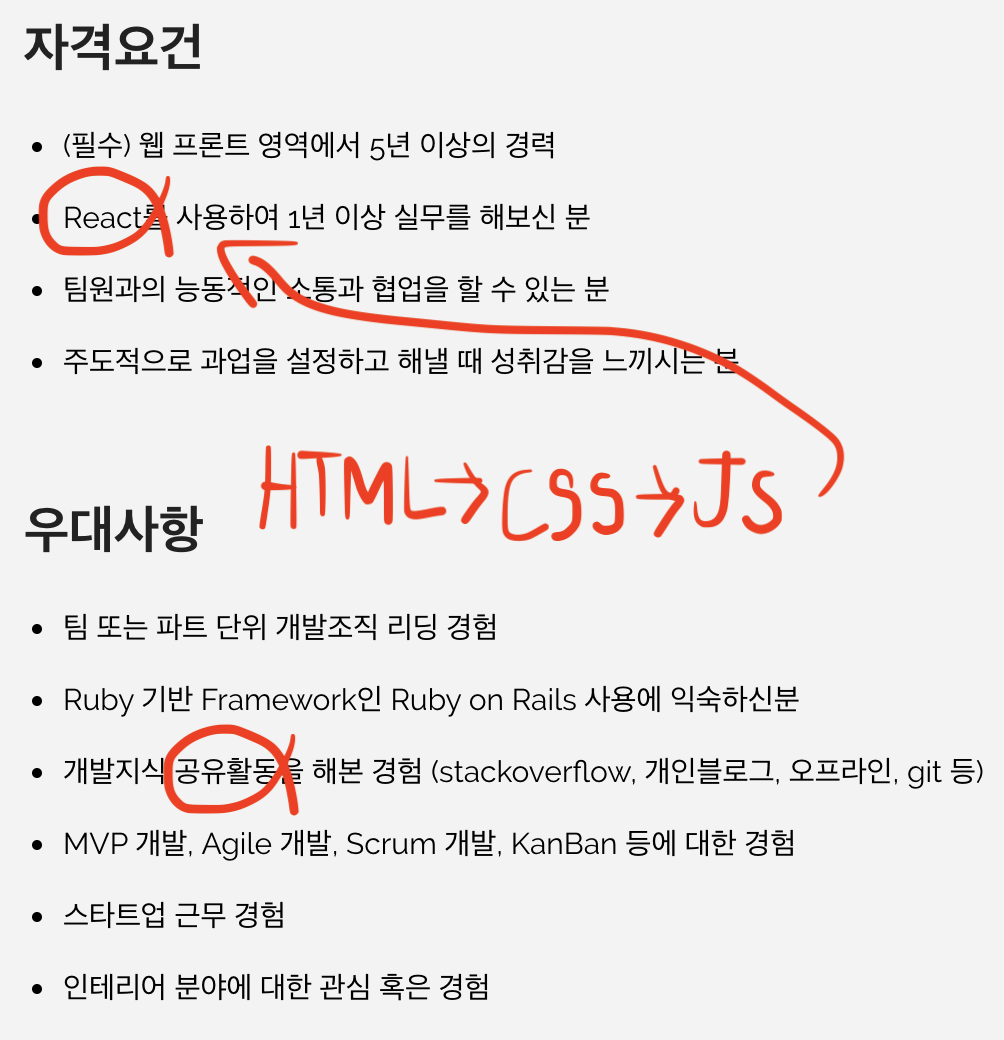 자격요건
(필수) 웹 프론트 영역에서 5년 이상의 경력
React를 사용하여 1년 이상 실무를 해보신 분
팀원과의 능동적인 소통과 협업을 할 수 있는 분
주도적으로 과업을 설정하고 해낼 때 성취감을 느끼시는 분
HTML→CSS→JS
우대사항
팀 또는 파트 단위 개발조직 리딩 경험
Ruby 기반 Framework인 Ruby on Rails 사용에 익숙하신분
개발지식 공유활동을 해본 경험 (stackoverflow, 개인블로그, 오프라인, git 등)
MVP 개발, Agile 개발, Scrum 개발, KanBan 등에 대한 경험
스타트업 근무 경험
인테리어 분야에 대한 관심 혹은 경험